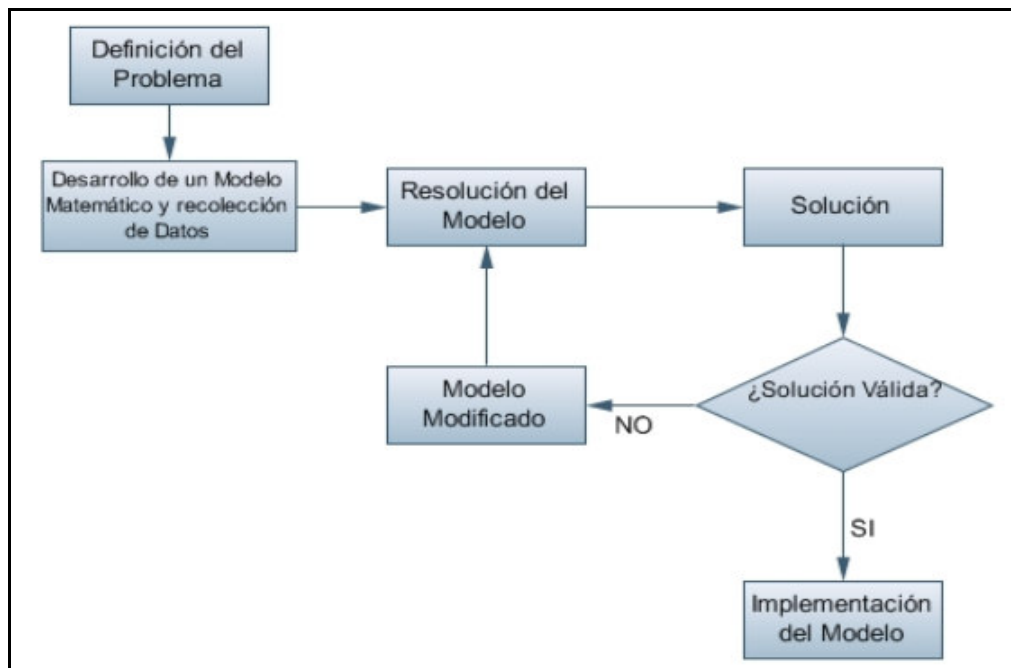 Definición del
Problema
Desarrollo de un Modelo
Matemático y recolección
de Datos
Resolución del
Modelo
Solución
¿Solución Válida?
NO
Modelo
Modificado
SI
Implementación
del Modelo